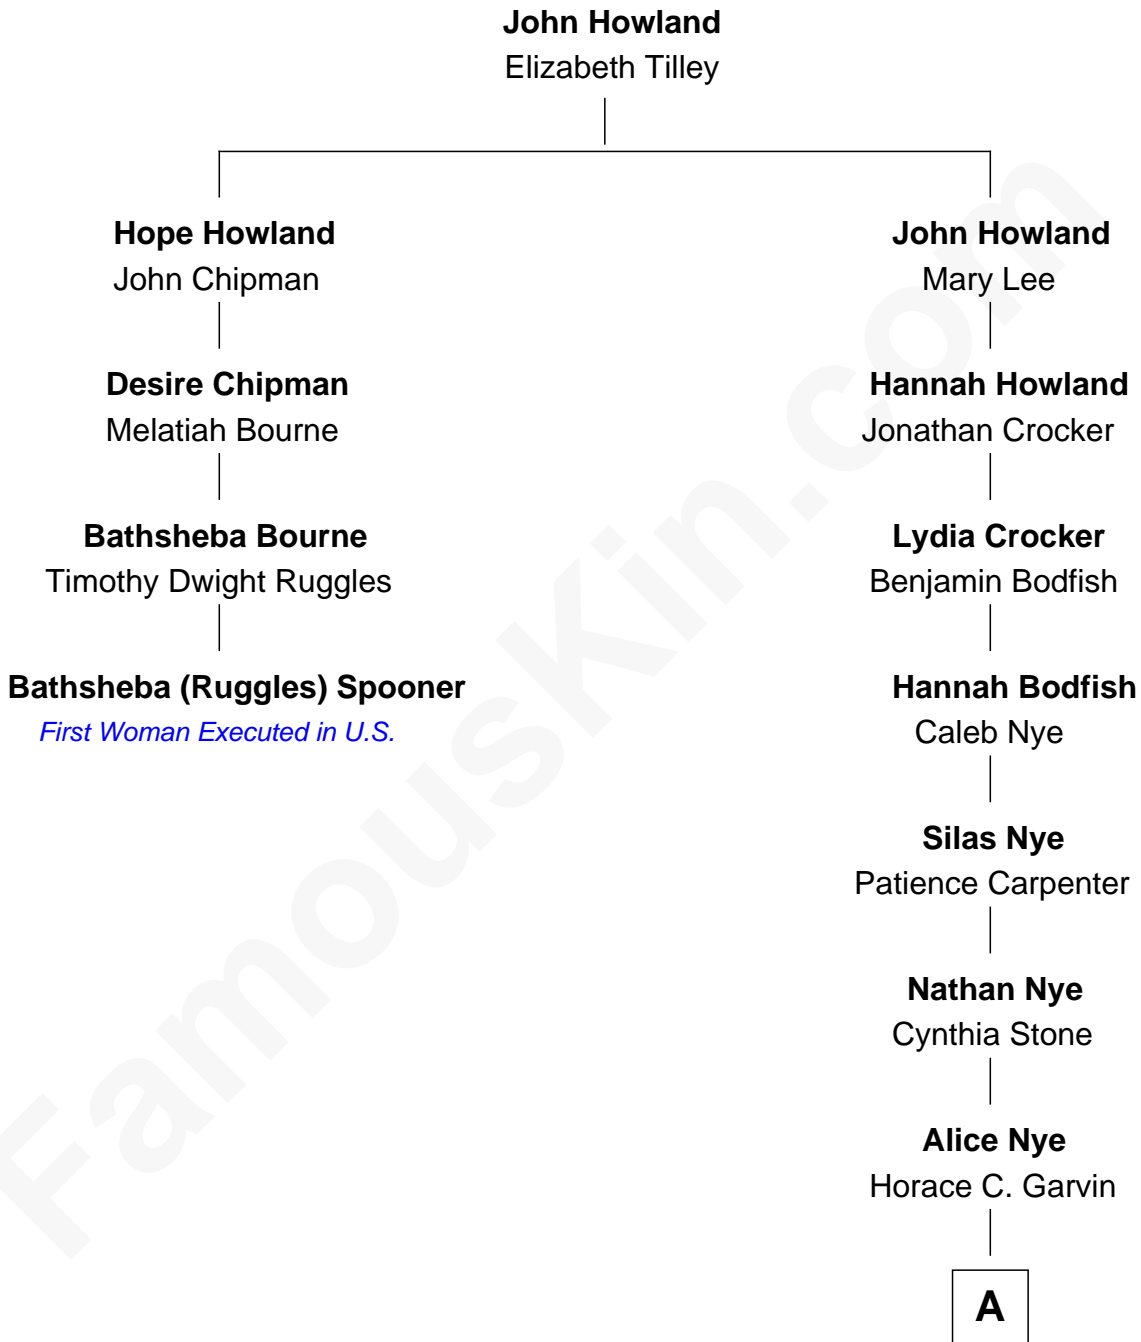 John Howland
Elizabeth Tilley
Hope Howland
John Chipman
John Howland
Mary Lee
Desire Chipman
Melatiah Bourne
Hannah Howland
Jonathan Crocker
Bathsheba Bourne
Timothy Dwight Ruggles
Lydia Crocker
Benjamin Bodfish
Bathsheba (Ruggles) Spooner
First Woman Executed in U.S.
Hannah Bodfish
Caleb Nye
Silas Nye
Patience Carpenter
Nathan Nye
Cynthia Stone
Alice Nye
Horace C. Garvin
A
FamousKin.com